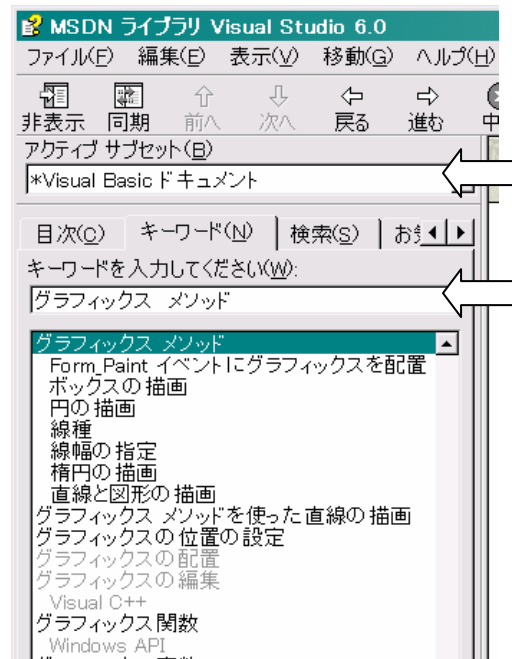 MSDN ライブラリ Visual Studio 6.0
ファイル(F) 編集(E) 表示(V) 移動(G) ヘルプ(H)
非表示 同期 前へ 次へ 戻る 進む 中
アクティブ サブセット(B)
*Visual Basic ドキュメント
目次(C) キーワード(N) 検索(S) お気
キーワードを入力してください(W):
グラフィックス メソッド
グラフィックス メソッド
Form_Paint イベントにグラフィックスを配置
ボックスの描画
円の描画
線種
線幅の指定
楕円の描画
直線と図形の描画
グラフィックス メソッドを使った直線の描画
グラフィックスの位置の設定
グラフィックスの配置
グラフィックスの編集
Visual C++
グラフィックス関数
Windows API